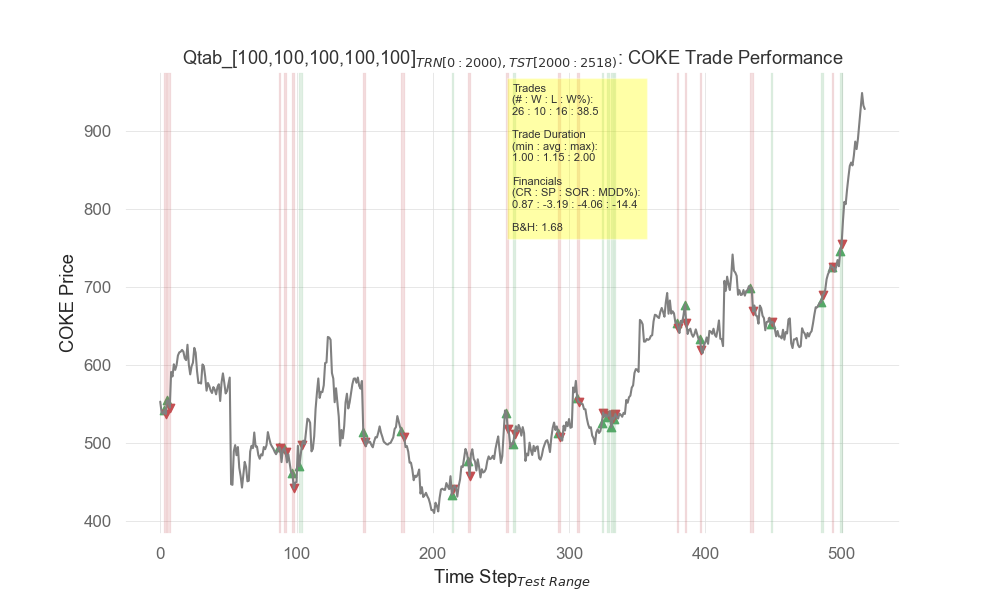 Qtab_[100,100,100,100,100]TRN[0 : 2000), TST[2000 : 2518): COKE Trade Performance
Trades
(# : W : L : W%):
26 : 10 : 16 : 38.5
Trade Duration
(min : avg : max):
1.00 : 1.15 : 2.00
Financials
(CR : SP : SOR : MDD%):
0.87 : -3.19 : -4.06 : -14.4
B&H: 1.68
COKE Price
900
800
700
600
500
400
0 100 200 300 400 500
Time StepTest Range